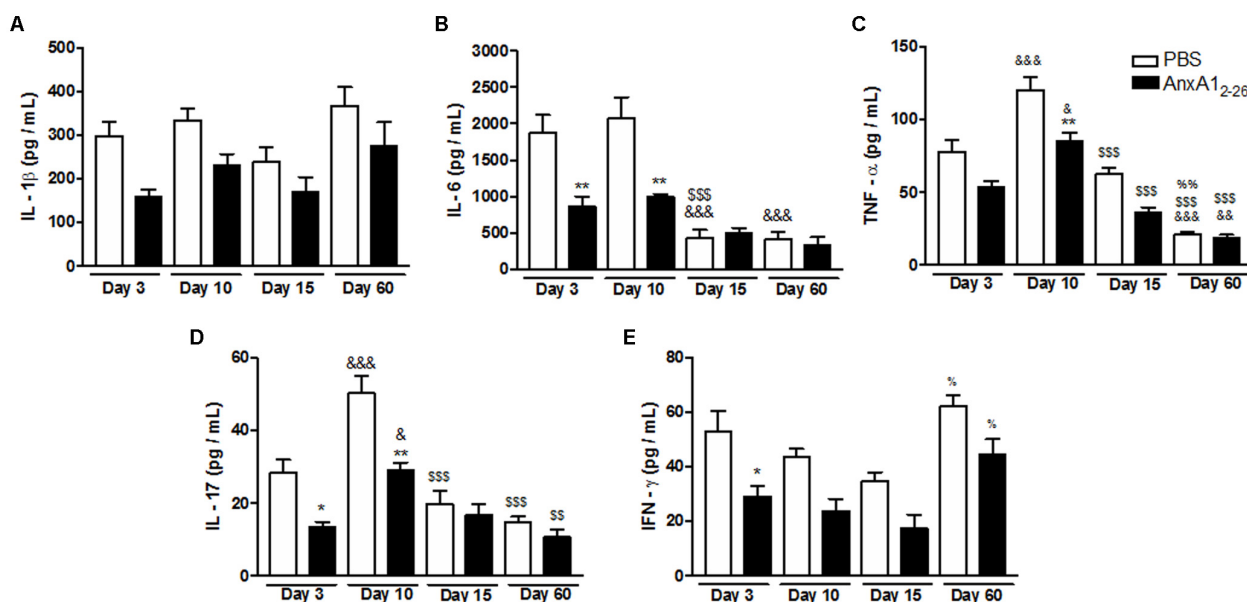 A
IL - 1β (pg / mL)
500
400
300
200
100
0
Day 3 Day 10 Day 15 Day 60
B
IL- 6 (pg / mL)
3000
2500
2000
1500
1000
500
0
** ** $$$ &&& &&&
Day 3 Day 10 Day 15 Day 60
C
TNF - α (pg / mL)
150
100
50
0
PBS
AnxA12-26
&&&
&
**
$$$
$$$
%%
$$$
&&&
$$$
&&
Day 3 Day 10 Day 15 Day 60
D
IL - 17 (pg / mL)
60
40
20
0
*
&&&
&
**
$$$
$$$
$$
Day 3 Day 10 Day 15 Day 60
E
IFN - γ (pg / mL)
80
60
40
20
0
*
%
%
Day 3 Day 10 Day 15 Day 60